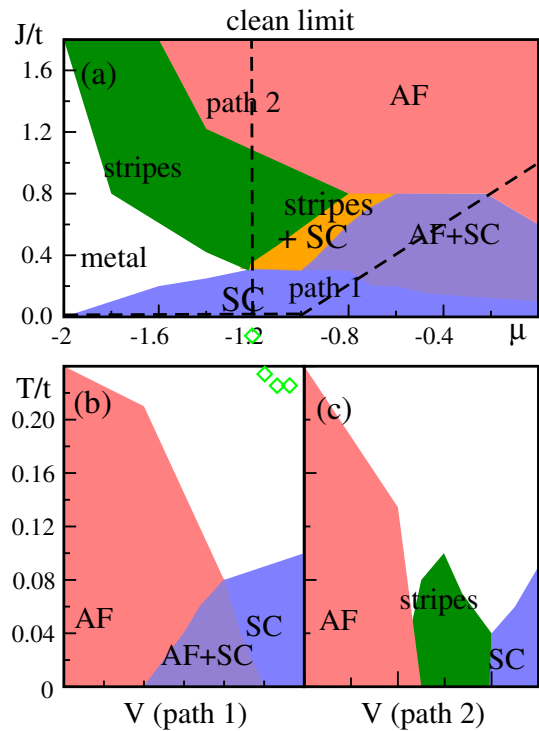 clean limit
J/t
1.6
1.2
0.8
0.4
0.0
(a)
path 2
AF
stripes
stripes
+ SC
AF+SC
metal
SC
path 1
-2
-1.6
-1.2
-0.8
-0.4
μ
T/t
0.20
0.16
0.12
0.08
0.04
0
(b)
AF
AF+SC
SC
V (path 1)
(c)
AF
stripes
SC
V (path 2)